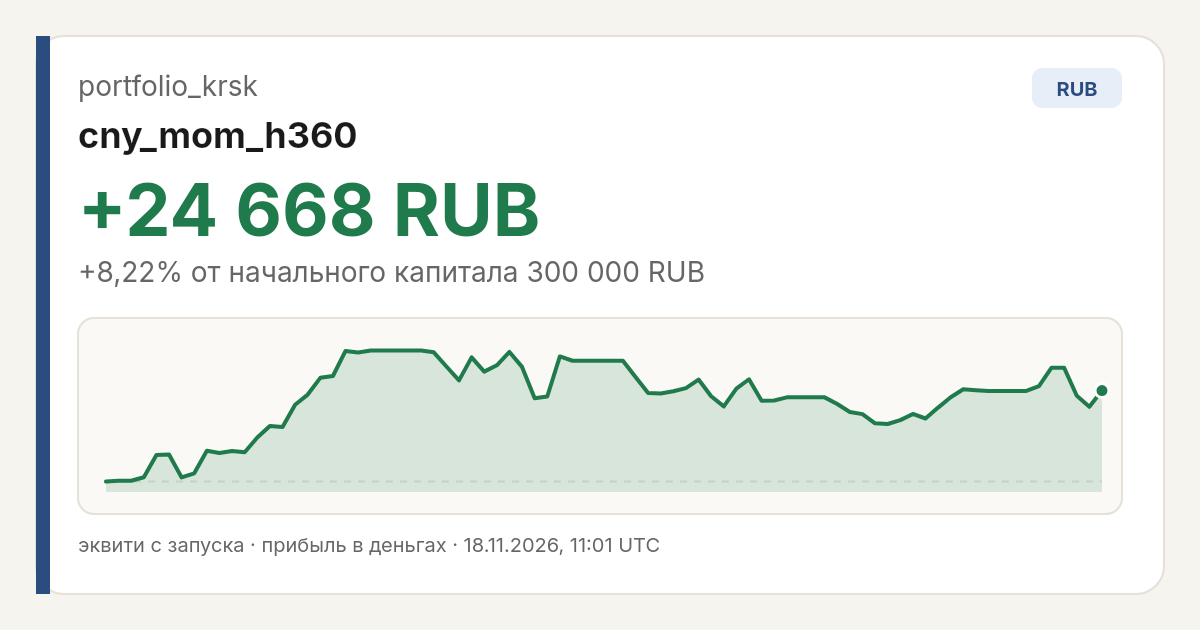 portfolio_krsk
RUB
cny_mom_h360
+24 668 RUB
+8,22% от начального капитала 300 000 RUB
эквити с запуска · прибыль в деньгах · 18.11.2026, 11:01 UTC